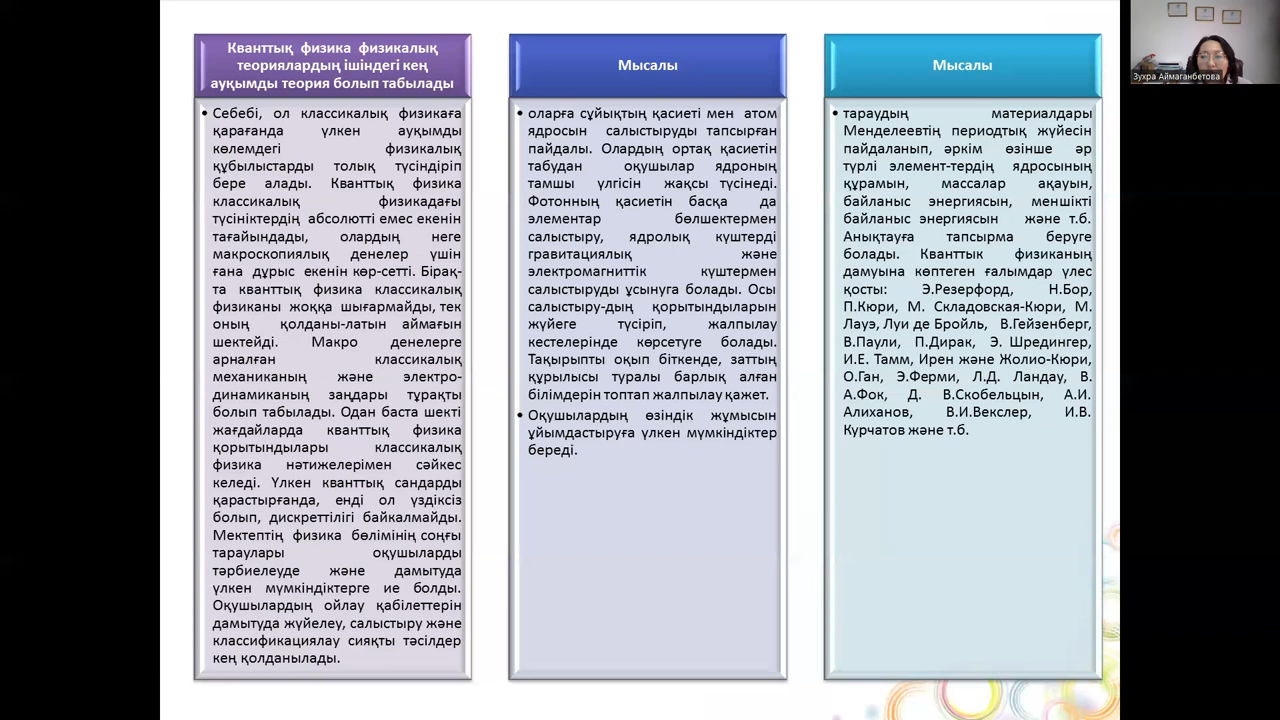 Кванттық физика физикалық
теориялардың ішіндегі кең
ауқымды теория болып табылады
• Себебі, ол классикалық физикаға
қарағанда үлкен ауқымды
көлемдегі физикалық
құбылыстарды толық түсіндіріп
бере алады. Кванттық физика
классикалық физикадағы
түсініктердің абсолютті емес екенін
тағайындады, олардың неге
макроскопиялық денелер үшін
ғана дұрыс екенін көр-сетті. Бірақ-
та кванттық физика классикалық
физиканы жоққа шығармайды, тек
оның қолданы-латын аймағын
шектейді. Макро денелерге
арналған классикалық
механиканың және электро-
динамиканың заңдары тұрақты
болып табылады. Одан баста шекті
жағдайларда кванттық физика
қорытындылары классикалық
физика нәтижелерімен сәйкес
келеді. Үлкен кванттық сандарды
қарастырғанда, енді ол үздіксіз
болып, дискреттілігі байкалмайды.
Мектептің физика бөлімінің соңғы
тараулары оқушыларды
тәрбиелеуде және дамытуда
үлкен мүмкіндіктерге ие болды.
Оқушылардың ойлау қабілеттерін
дамытуда жүйелеу, салыстыру және
классификациялау сияқты тәсілдер
кең қолданылады.
Мысалы
• оларға сұйықтың қасиеті мен атом
ядросын салыстыруды тапсырған
пайдалы. Олардың ортақ қасиетін
табудан оқушылар ядроның
тамшы үлгісін жақсы түсінеді.
Фотонның қасиетін басқа да
элементар бөлшектермен
салыстыру, ядролық күштерді
гравитациялық және
электромагниттік күштермен
салыстыруды ұсынуга болады. Осы
салыстыру-дың қорытындыларын
жүйеге түсіріп, жалпылау
кестелерінде көрсетуге болады.
Тақырыпты оқып біткенде, заттың
құрылысы туралы барлық алған
білімдерін топтап жалпылау қажет.
• Оқушылардың өзіндік жұмысын
ұйымдастыруға үлкен мүмкіндіктер
береді.
Мысалы
• тараудың материалдары
Менделеевтің периодтық жүйесін
пайдаланып, әркім өзінше әр
түрлі элемент-тердің ядросының
құрамын, массалар ақауын,
байланыс энергиясын, меншікті
байланыс энергиясын және т.б.
Анықтауға тапсырма беруге
болады. Кванттык физиканың
дамуына көптеген ғалымдар үлес
қосты: Э.Резерфорд, Н.Бор,
П.Кюри, М. Складовская-Кюри, М.
Лауэ, Луи де Бройль, В.Гейзенберг,
В.Паули, П.Дирак, Э. Шредингер,
И.Е. Тамм, Ирен және Жолио-Кюри,
О.Ган, Э.Ферми, Л.Д. Ландау, В.
А.Фок, Д. В.Скобельцын, А.И.
Алиханов, В.И.Векслер, И.В.
Курчатов және т.б.
Зухра Аймаганбетова